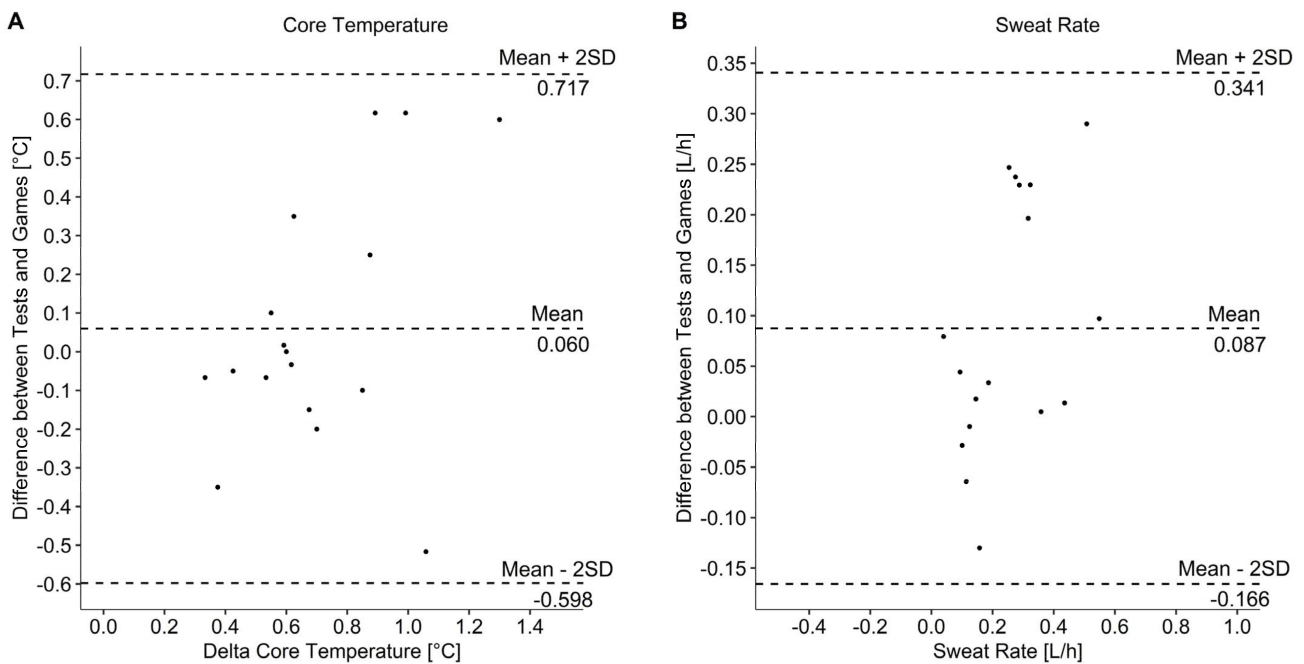 A
Core Temperature
Difference between Tests and Games [°C]
0.7
0.6
0.5
0.4
0.3
0.2
0.1
0.0
-0.1
-0.2
-0.3
-0.4
-0.5
-0.6
Mean + 2SD
0.717
Mean
0.060
Mean - 2SD
-0.598
0.0 0.2 0.4 0.6 0.8 1.0 1.2 1.4
Delta Core Temperature [°C]
B
Sweat Rate
Difference between Tests and Games [L/h]
0.35
0.30
0.25
0.20
0.15
0.10
0.05
0.00
-0.05
-0.10
-0.15
Mean + 2SD
0.341
Mean
0.087
Mean - 2SD
-0.166
-0.4 -0.2 0.0 0.2 0.4 0.6 0.8 1.0
Sweat Rate [L/h]